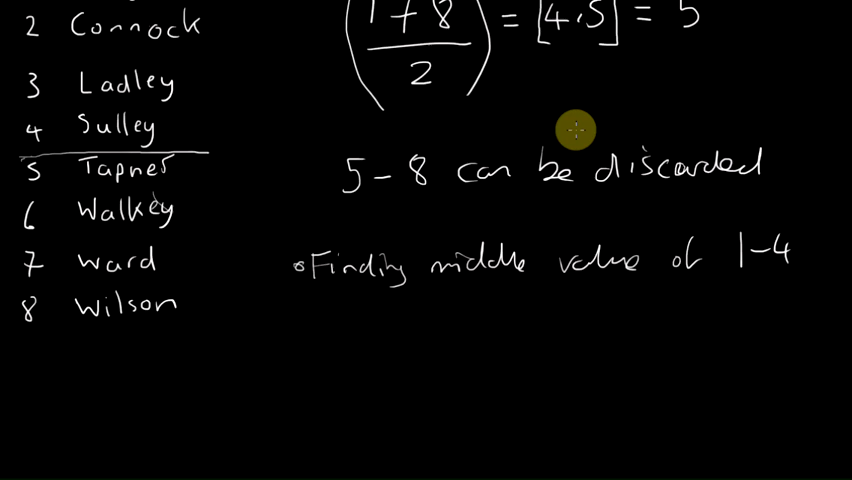 2 Connock
3 Ladley
4 Sulley
5 Tapner
6 Walkey
7 Ward
8 Wilson
(1+8
2) = [4.5] = 5
5-8 can be discarded
Finding middle value of 1-4